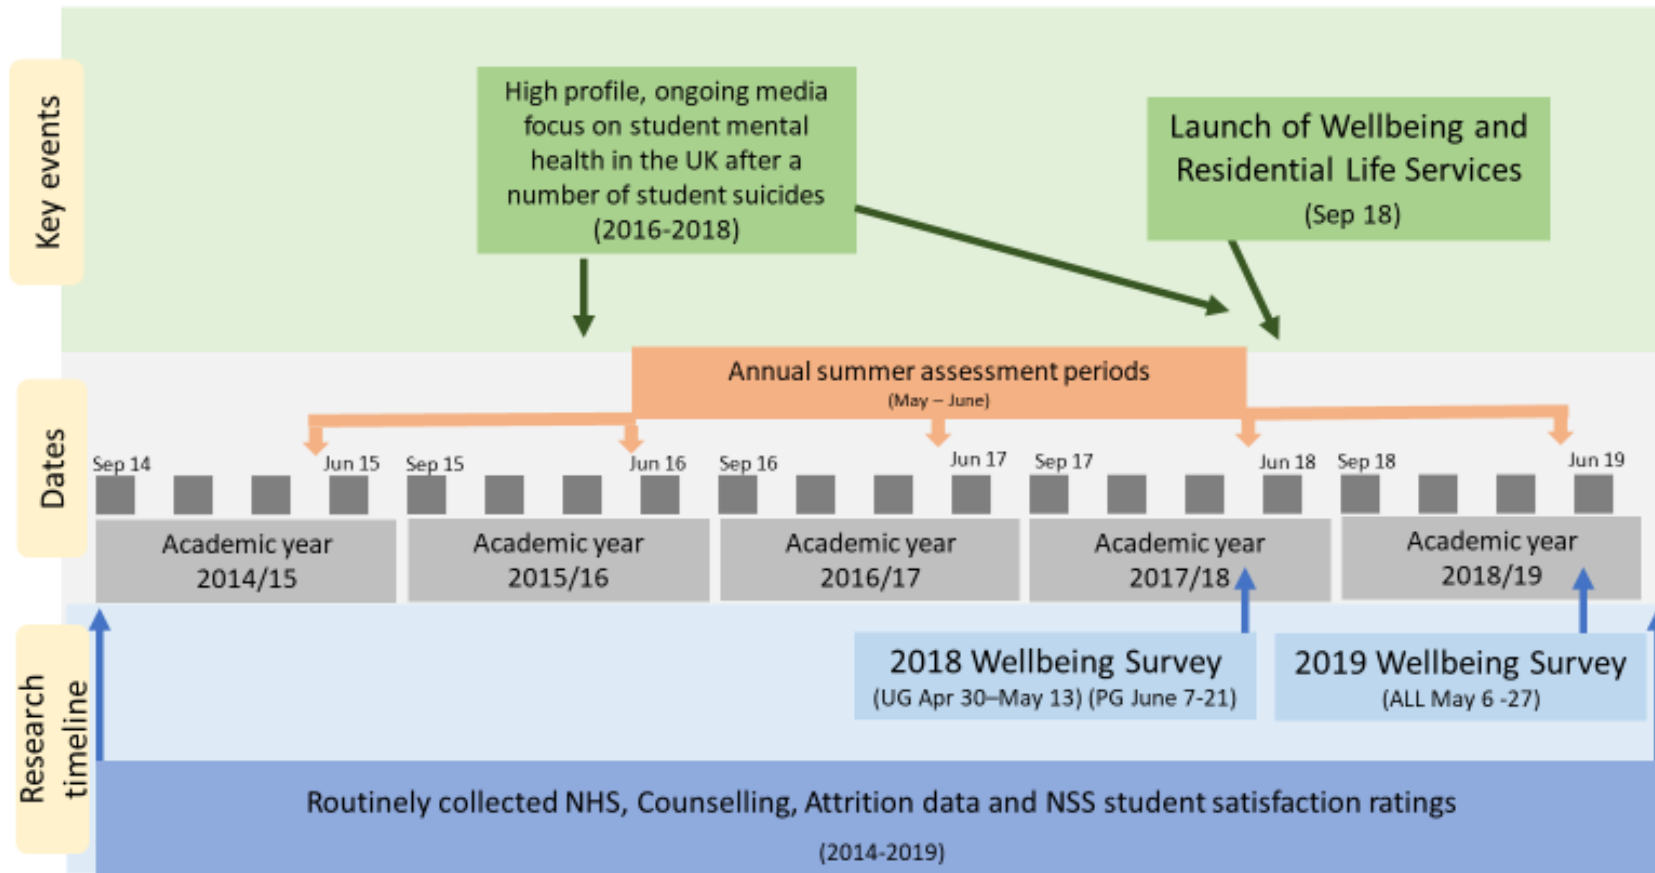 Key events
High profile, ongoing media
focus on student mental
health in the UK after a
number of student suicides
(2016-2018)
Launch of Wellbeing and
Residential Life Services
(Sep 18)
Dates
Annual summer assessment periods
(May – June)
Sep 14
Jun 15
Sep 15
Jun 16
Sep 16
Jun 17
Sep 17
Jun 18
Sep 18
Jun 19
Academic year
2014/15
Academic year
2015/16
Academic year
2016/17
Academic year
2017/18
Academic year
2018/19
Research
timeline
2018 Wellbeing Survey
(UG Apr 30–May 13) (PG June 7-21)
2019 Wellbeing Survey
(ALL May 6 -27)
Routinely collected NHS, Counselling, Attrition data and NSS student satisfaction ratings
(2014-2019)